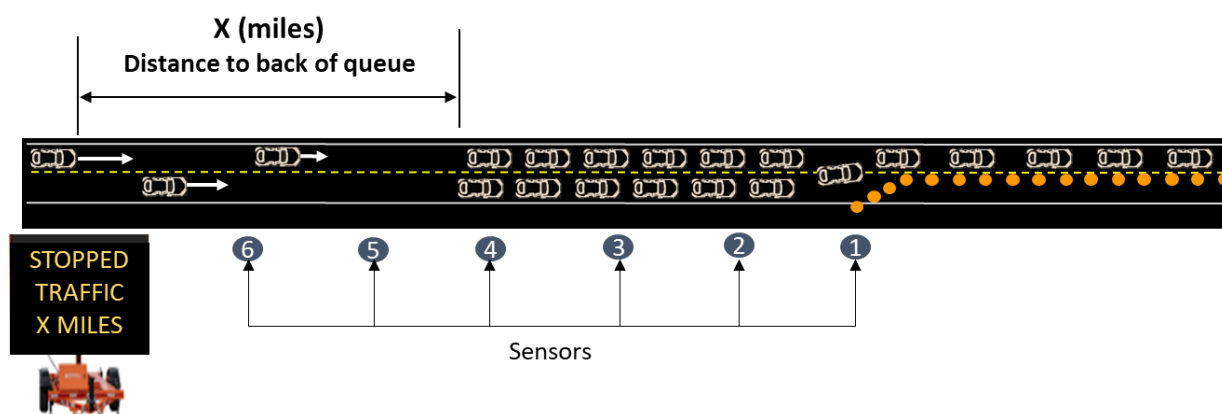 X (miles)
Distance to back of queue
STOPPED
TRAFFIC
X MILES
6 5 4 3 2 1
Sensors